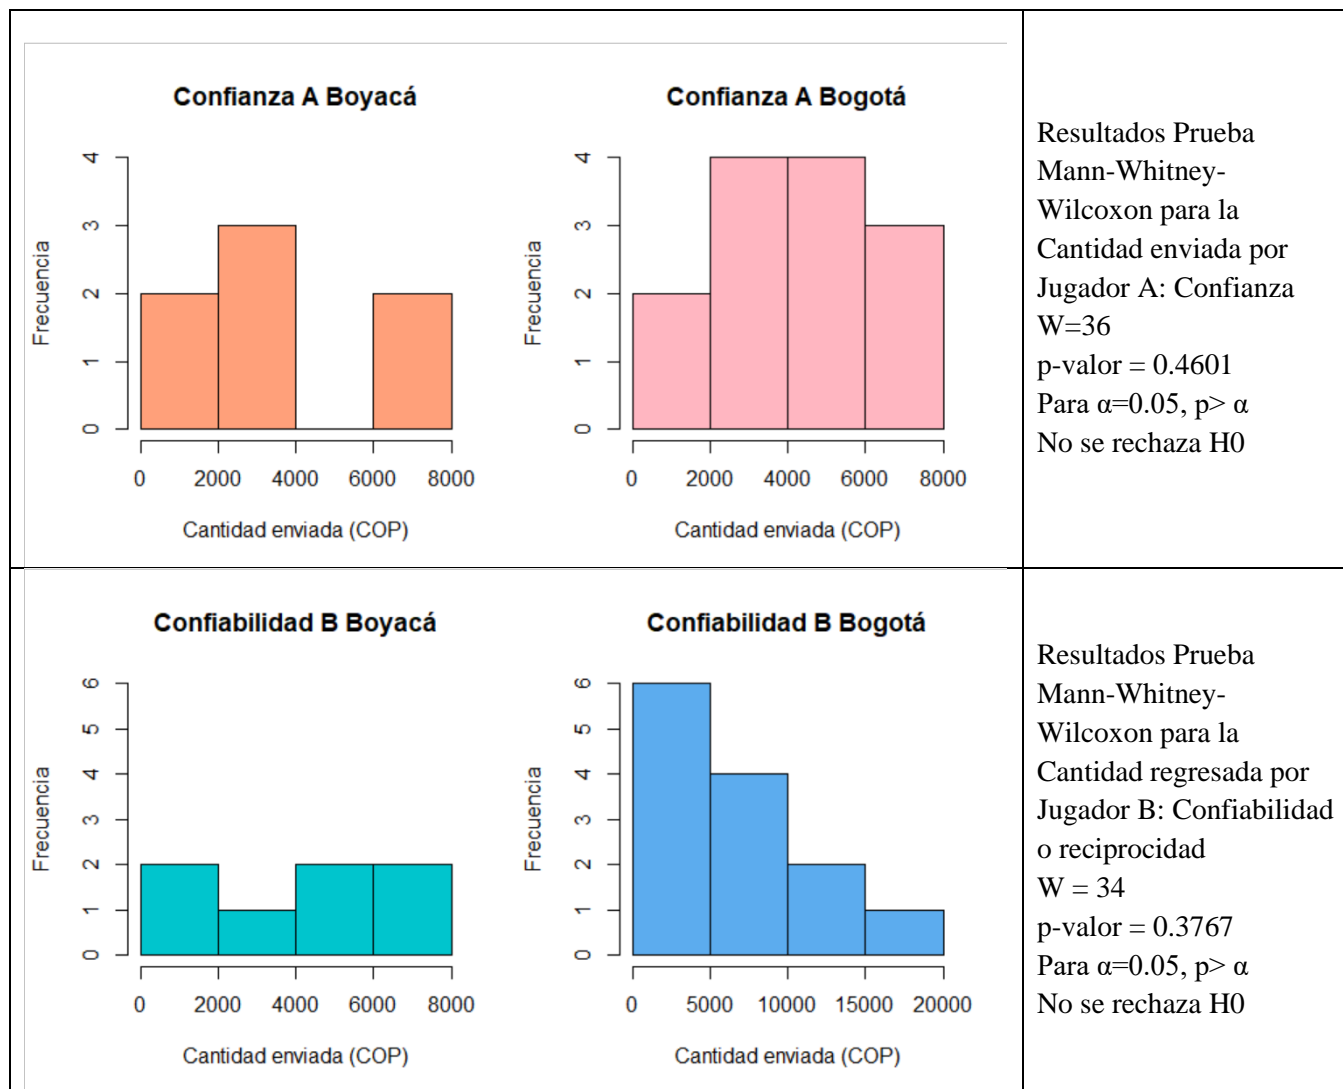 Confianza A Boyacá
Frecuencia
4
3
2
1
0
0 2000 4000 6000 8000
Cantidad enviada (COP)
Confianza A Bogotá
Frecuencia
4
3
2
1
0
0 2000 4000 6000 8000
Cantidad enviada (COP)
Resultados Prueba
Mann-Whitney-
Wilcoxon para la
Cantidad enviada por
Jugador A: Confianza
W=36
p-valor = 0.4601
Para α=0.05, p> α
No se rechaza H0
Confiabilidad B Boyacá
Frecuencia
6
5
4
3
2
1
0
0 2000 4000 6000 8000
Cantidad enviada (COP)
Confiabilidad B Bogotá
Frecuencia
6
5
4
3
2
1
0
0 5000 10000 15000 20000
Cantidad enviada (COP)
Resultados Prueba
Mann-Whitney-
Wilcoxon para la
Cantidad regresada por
Jugador B: Confiabilidad
o reciprocidad
W = 34
p-valor = 0.3767
Para α=0.05, p> α
No se rechaza H0